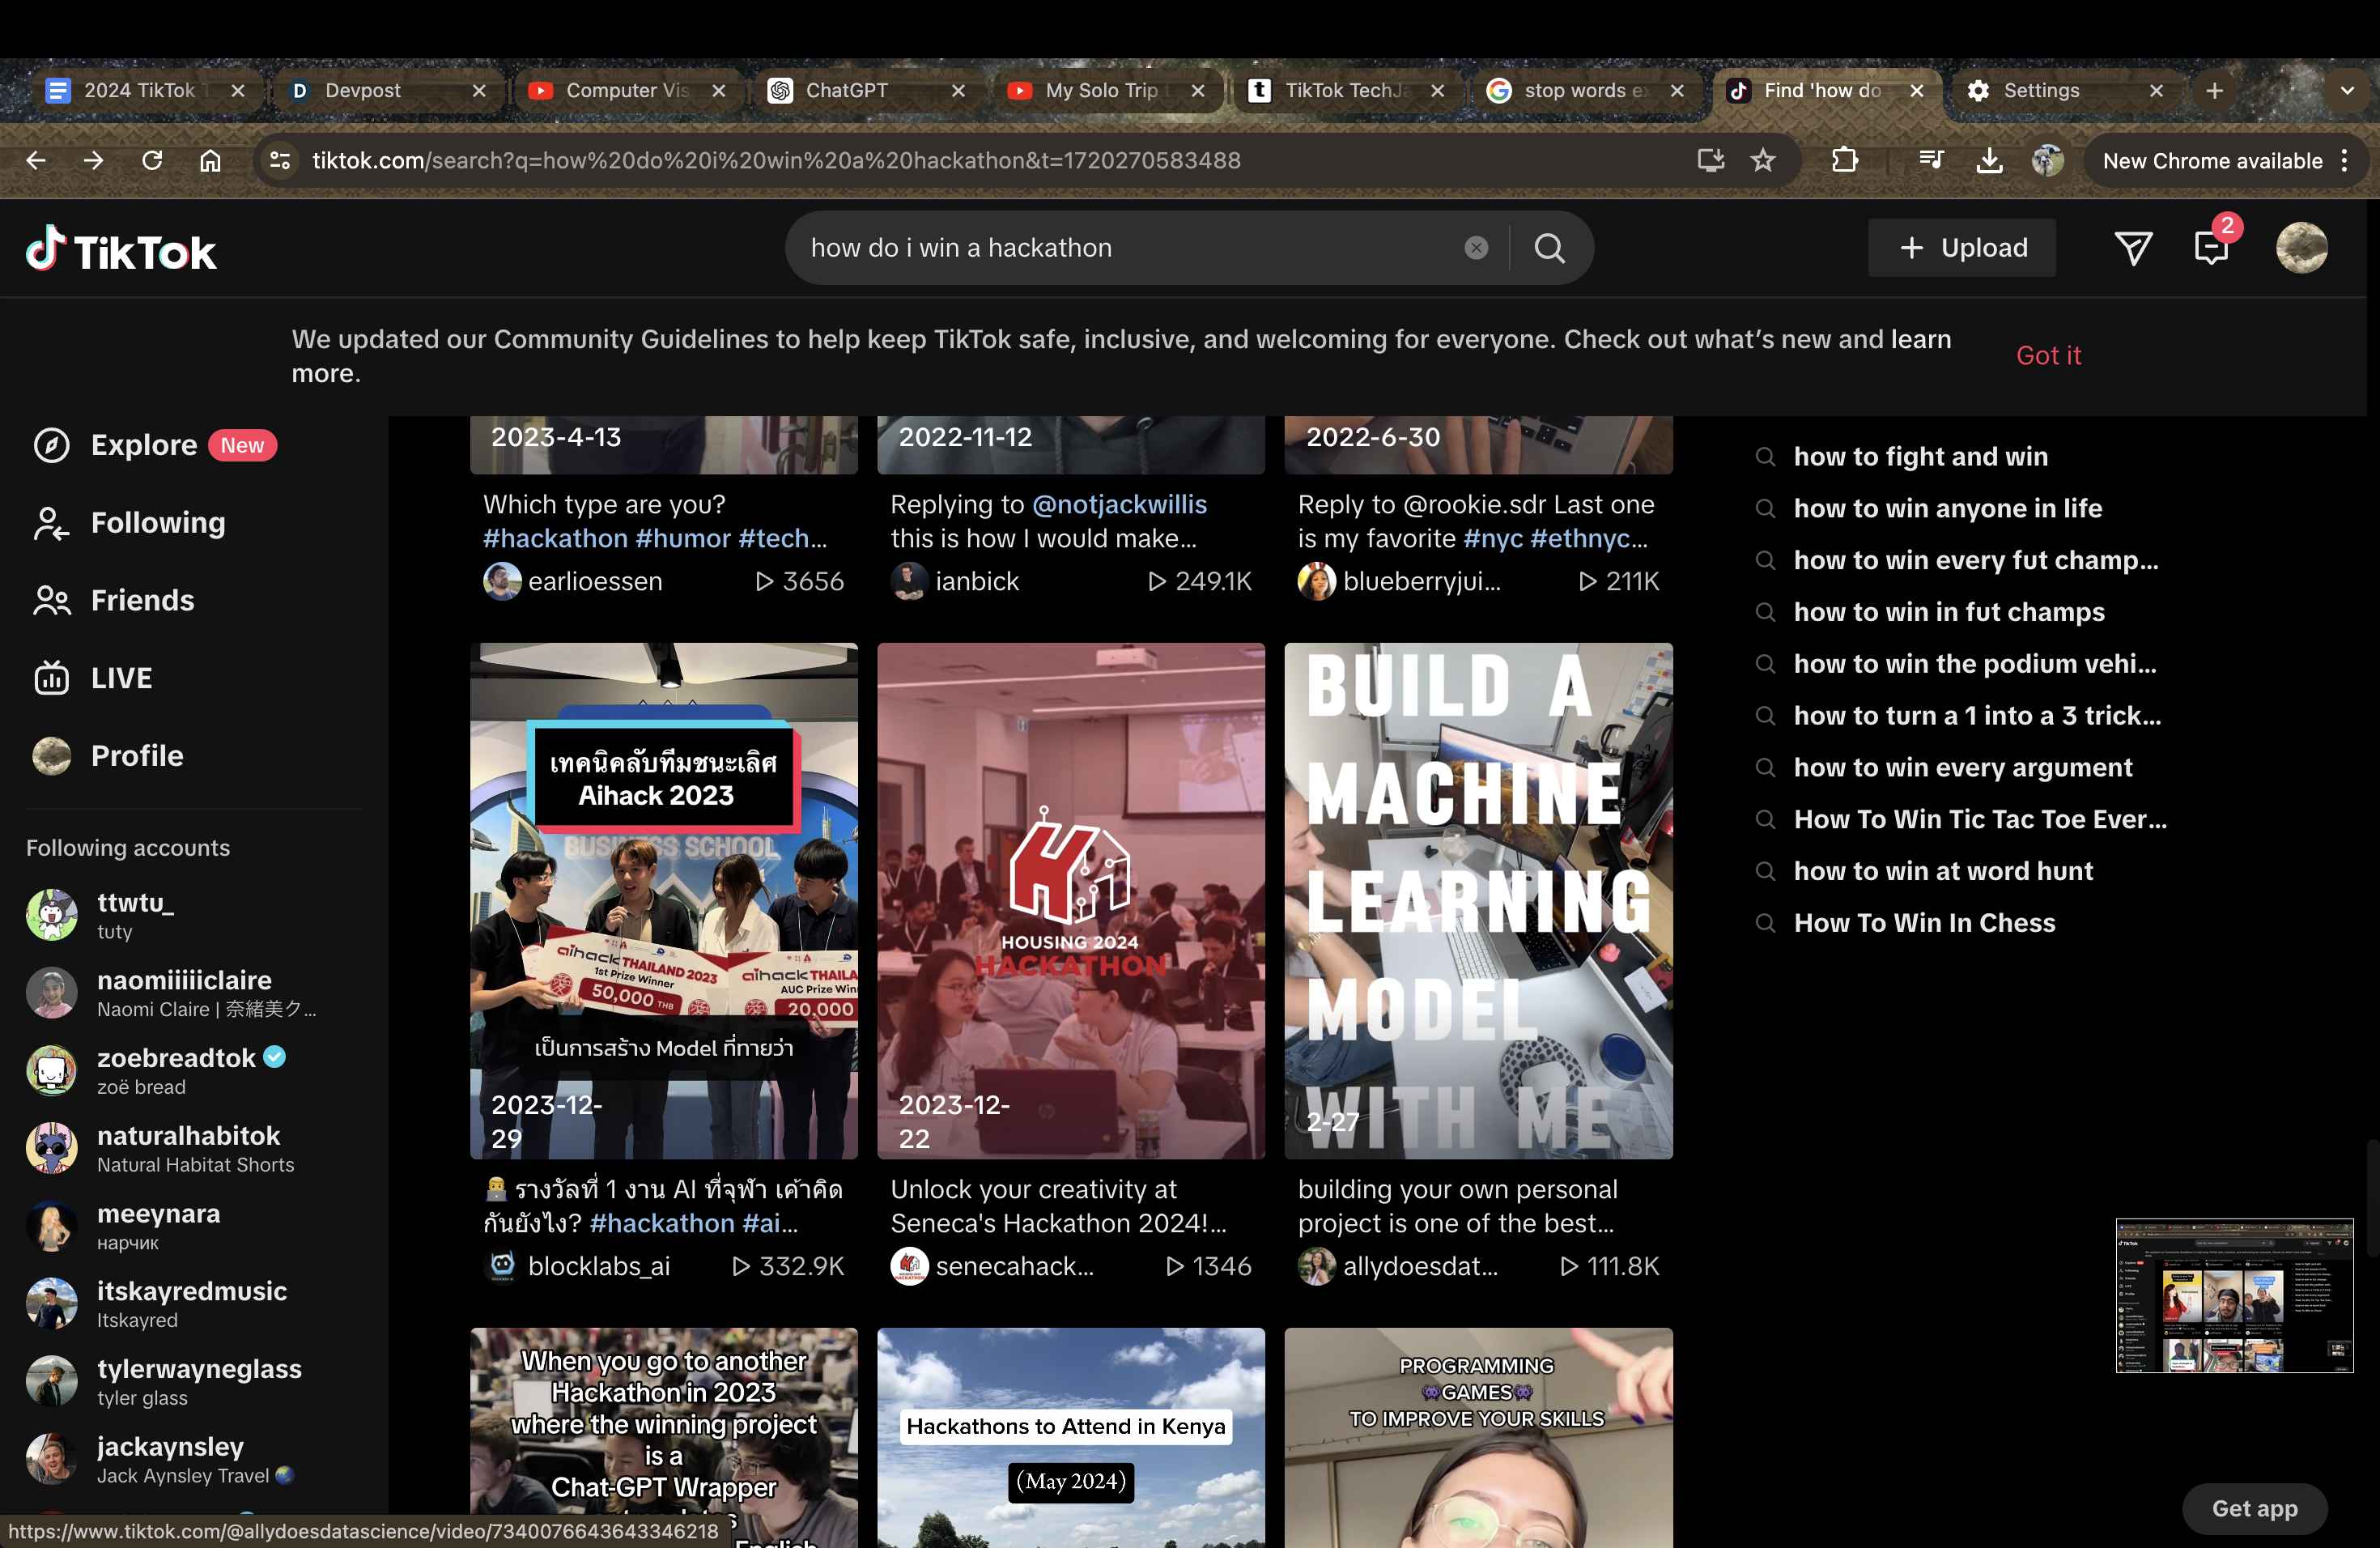 2024 TikTok T
Devpost
Computer Vis
ChatGPT
My Solo Trip t
TikTok TechJa
stop words ex
Find 'how do
Settings
tiktok.com/search?q=how%20do%20i%20win%20a%20hackathon&t=1720270583488
New Chrome available
TikTok
how do i win a hackathon
Upload
2
We updated our Community Guidelines to help keep TikTok safe, inclusive, and welcoming for everyone. Check out what's new and learn
more.
Got it
Explore New
Following
Friends
LIVE
Profile
Following accounts
ttwtu_
tuty
naomiiiiiclaire
Naomi Claire | 奈緒美ク...
zoebreadtok
zoë bread
naturalhabitok
Natural Habitat Shorts
meeynara
нарчик
itskayredmusic
Itskayred
tylerwayneglass
tyler glass
jackaynsley
Jack Aynsley Travel
2023-4-13
Which type are you?
#hackathon #humor #tech...
earlioessen
3656
2022-11-12
Replying to @notjackwillis
this is how I would make...
ianbick
249.1K
2022-6-30
Reply to @rookie.sdr Last one
is my favorite #nyc #ethnyc...
blueberryjui...
211K
เทคนิคลับทีมชนะเลิศ
Aihack 2023
BUSINESS SCHOOL
aihack THAILAND 2023
1st Prize Winner
50,000 THB
aihack THAILA
AUC Prize Winn
20,000
เป็นการสร้าง Model ที่ทายว่า
2023-12-
29
รางวัลที่ 1 งาน AI ที่จุฬา เค้าคิด
กันยังไง? #hackathon #ai...
blocklabs_ai
332.9K
HOUSING 2024
HACKATHON
2023-12-
22
Unlock your creativity at
Seneca's Hackathon 2024!...
senecahack...
1346
BUILD A
MACHINE
LEARNING
MODEL
WITH ME
2-27
building your own personal
project is one of the best...
allydoesdat...
111.8K
When you go to another
Hackathon in 2023
where the winning project
is a
Chat-GPT Wrapper
English
Hackathons to Attend in Kenya
(May 2024)
PROGRAMMING
GAMES
TO IMPROVE YOUR SKILLS
how to fight and win
how to win anyone in life
how to win every fut champ...
how to win in fut champs
how to win the podium vehi...
how to turn a 1 into a 3 trick...
how to win every argument
How To Win Tic Tac Toe Ever...
how to win at word hunt
How To Win In Chess
Get app
https://www.tiktok.com/@allydoesdatascience/video/7340076643643346218